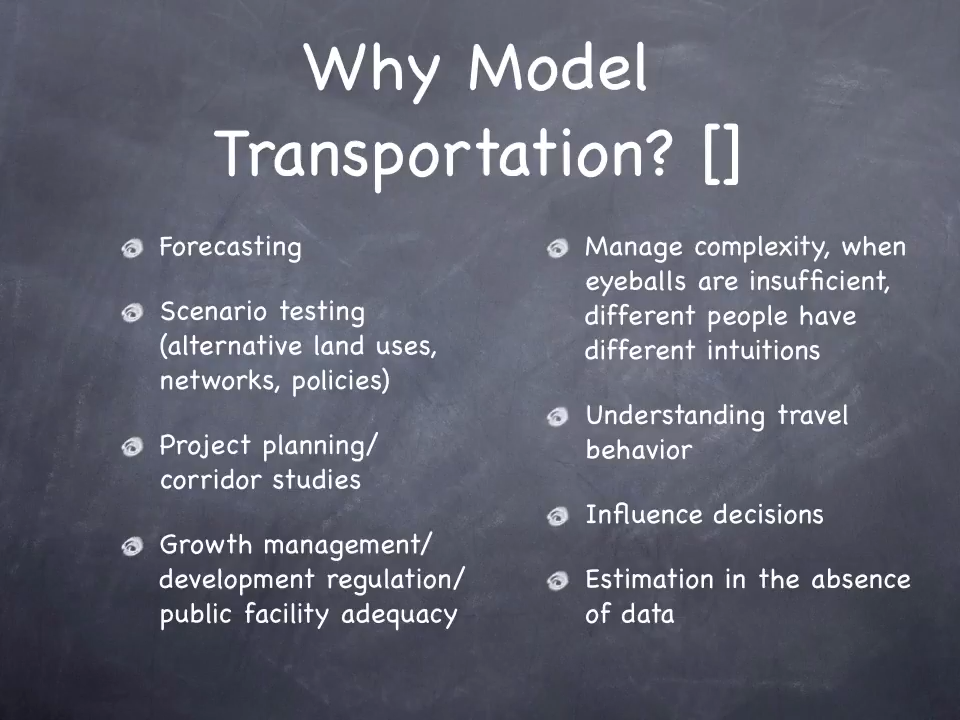 Why Model
Transportation? []
Forecasting
Scenario testing
(alternative land uses,
networks, policies)
Project planning/
corridor studies
Growth management/
development regulation/
public facility adequacy
Manage complexity, when
eyeballs are insufficient,
different people have
different intuitions
Understanding travel
behavior
Influence decisions
Estimation in the absence
of data